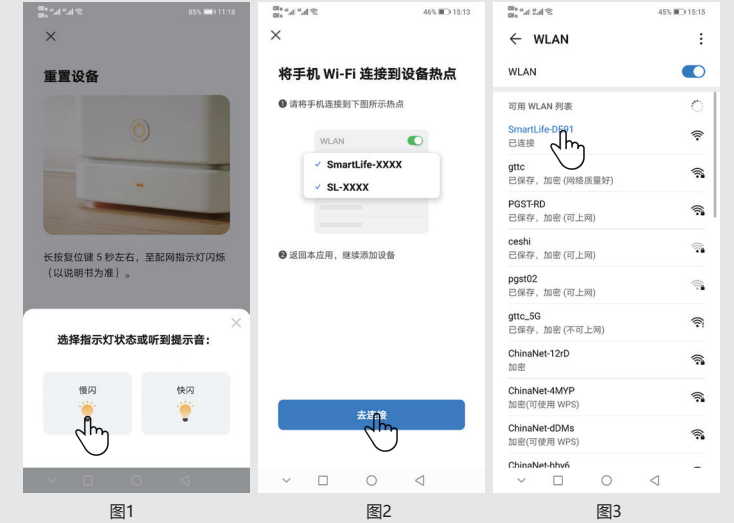 85% 11:18
重置设备
长按复位键 5 秒左右，至配网指示灯闪烁
（以说明书为准）。
选择指示灯状态或听到提示音：
慢闪
快闪
图1
46% 15:13
将手机 Wi-Fi 连接到设备热点
❶ 请将手机连接到下图所示热点
WLAN
SmartLife-XXXX
SL-XXXX
❷ 返回本应用，继续添加设备
去连接
图2
45% 15:15
WLAN
WLAN
可用 WLAN 列表
SmartLife-DF91
已连接
gttc
已保存，加密 (网络质量好)
PGST-RD
已保存，加密 (可上网)
ceshi
已保存，加密 (可上网)
pgst02
已保存，加密 (可上网)
gttc_5G
已保存，加密 (不可上网)
ChinaNet-12rD
加密
ChinaNet-4MYP
加密(可使用 WPS)
ChinaNet-dDMs
加密(可使用 WPS)
ChinaNet-hbv6
图3